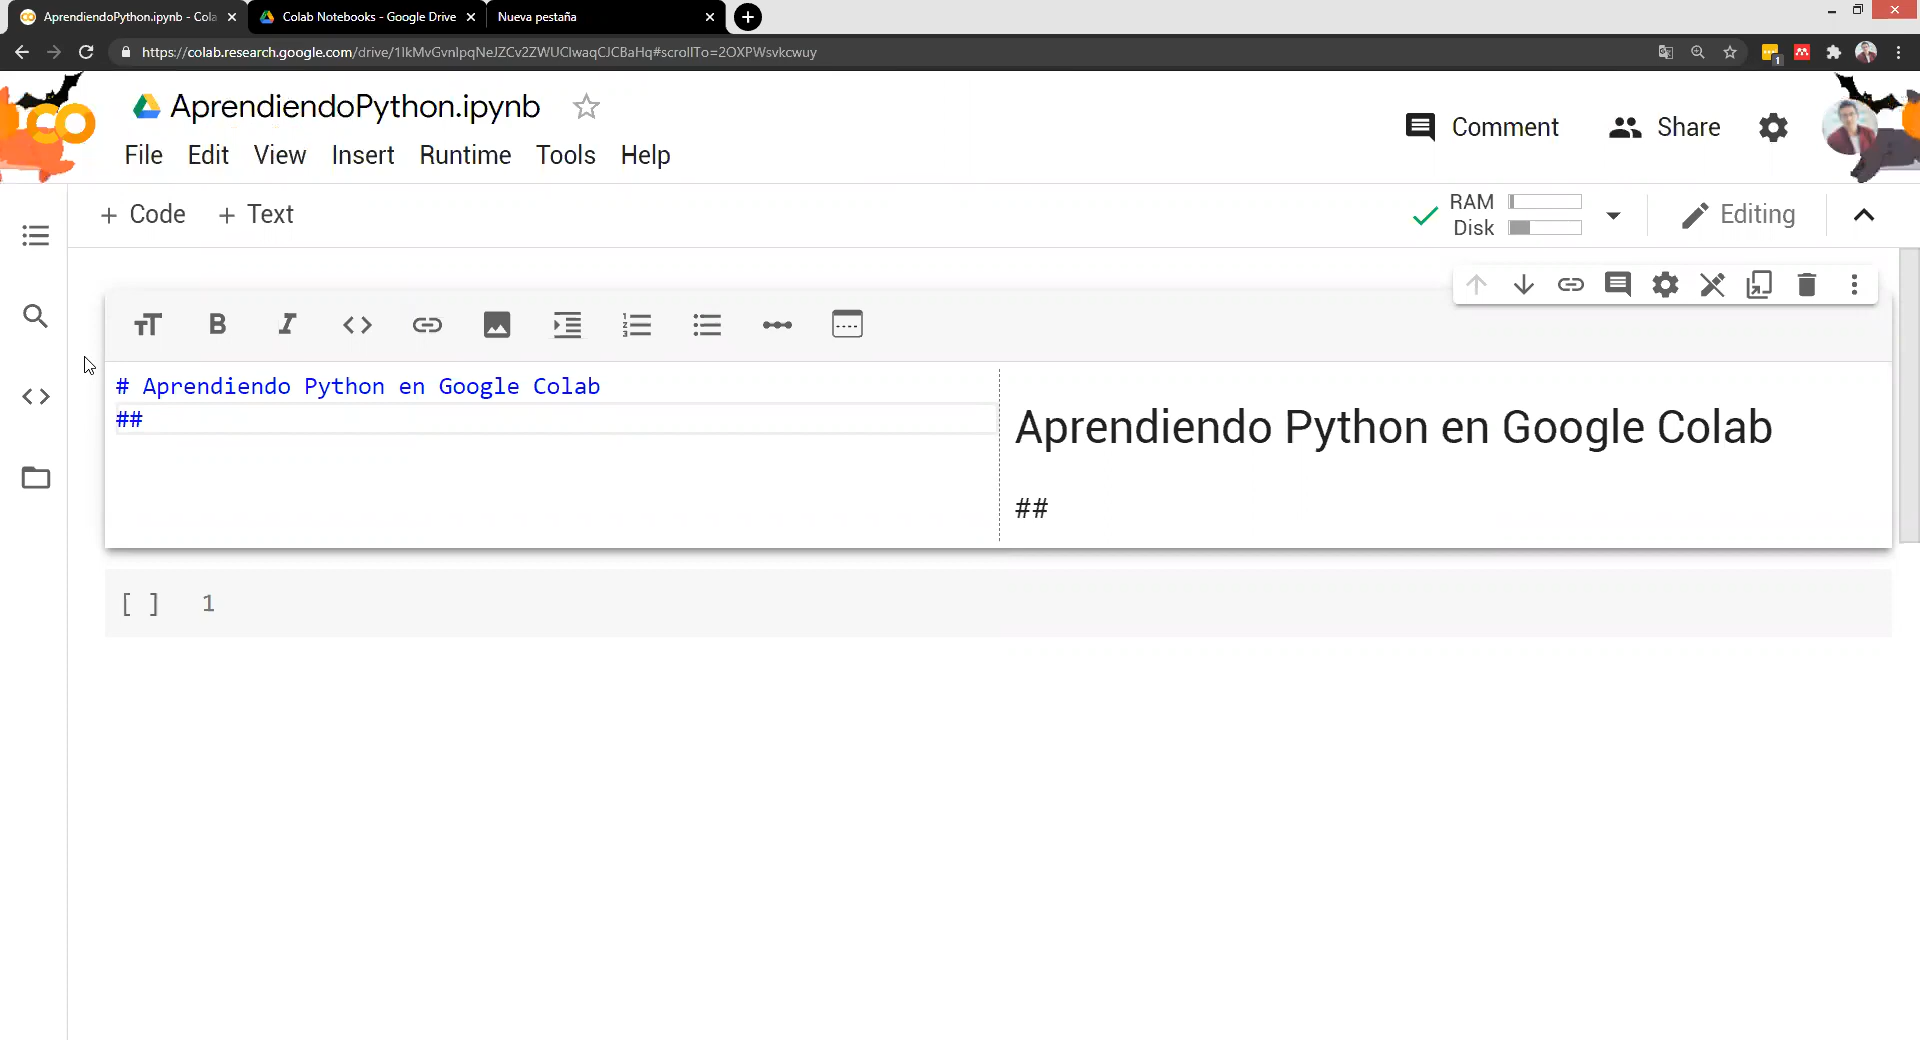 AprendiendoPython.ipynb - Cola
Colab Notebooks - Google Drive
Nueva pestaña
https://colab.research.google.com/drive/1IkMvGvnlpqNeJZCv2ZWUClwaqCJCBaHq#scrollTo=2OXPWsvkcwuy
1
AprendiendoPython.ipynb
File Edit View Insert Runtime Tools Help
Comment
Share
+ Code + Text
RAM
Disk
Editing
# Aprendiendo Python en Google Colab
##
Aprendiendo Python en Google Colab
##
[ ] 1